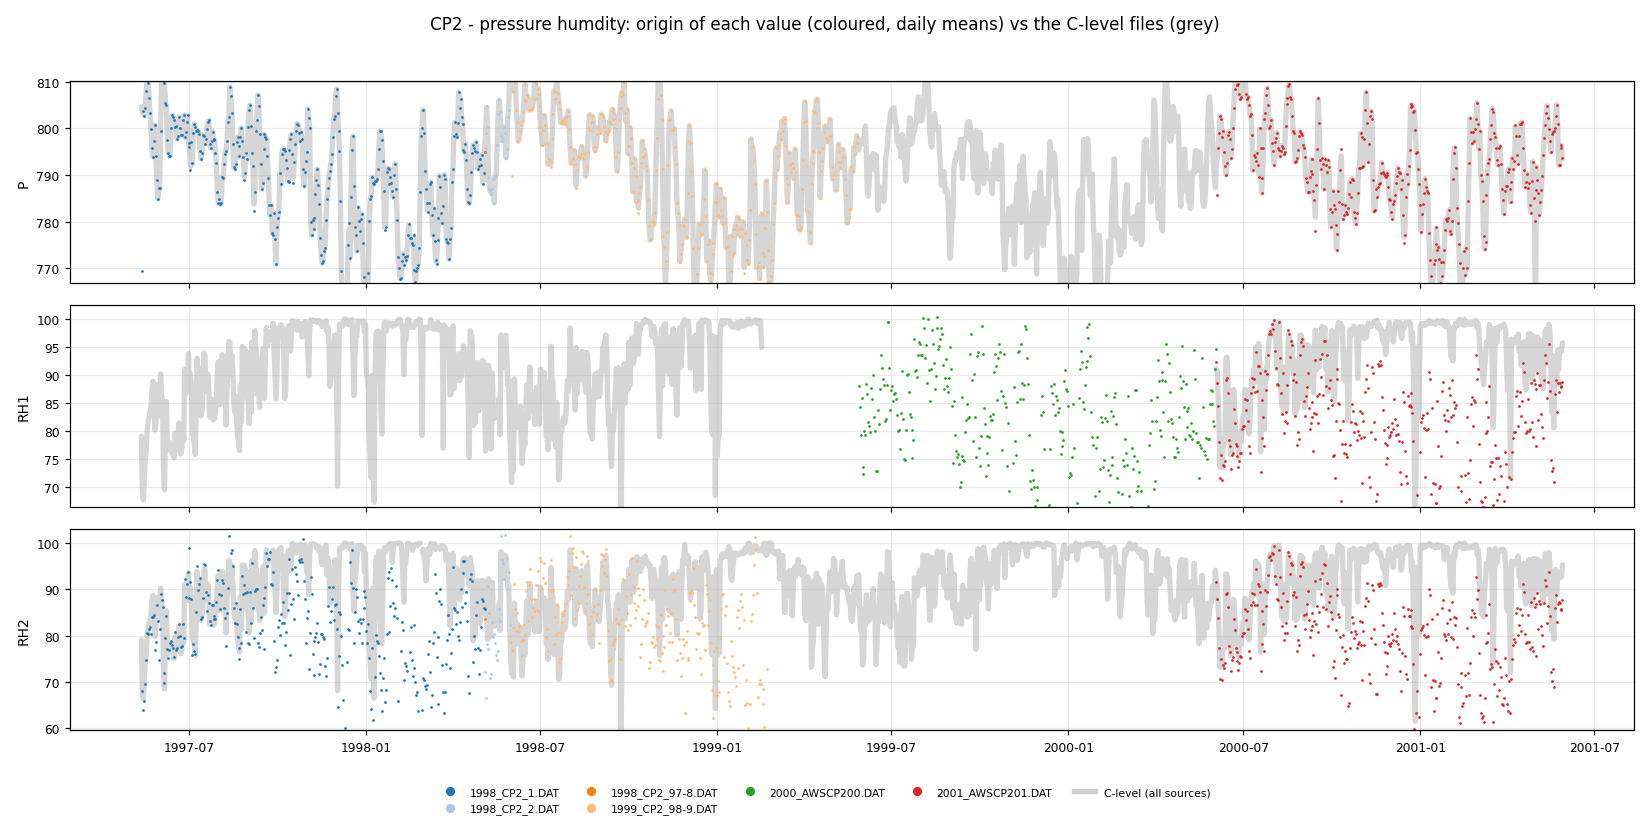 CP2 - pressure humdity: origin of each value (coloured, daily means) vs the C-level files (grey)
810
800
790
780
770
P
100
95
90
85
80
75
70
RH1
100
90
80
70
60
RH2
1997-07 1998-01 1998-07 1999-01 1999-07 2000-01 2000-07 2001-01 2001-07
1998_CP2_1.DAT 1998_CP2_97-8.DAT 2000_AWSCP200.DAT 2001_AWSCP201.DAT C-level (all sources)
1998_CP2_2.DAT 1999_CP2_98-9.DAT